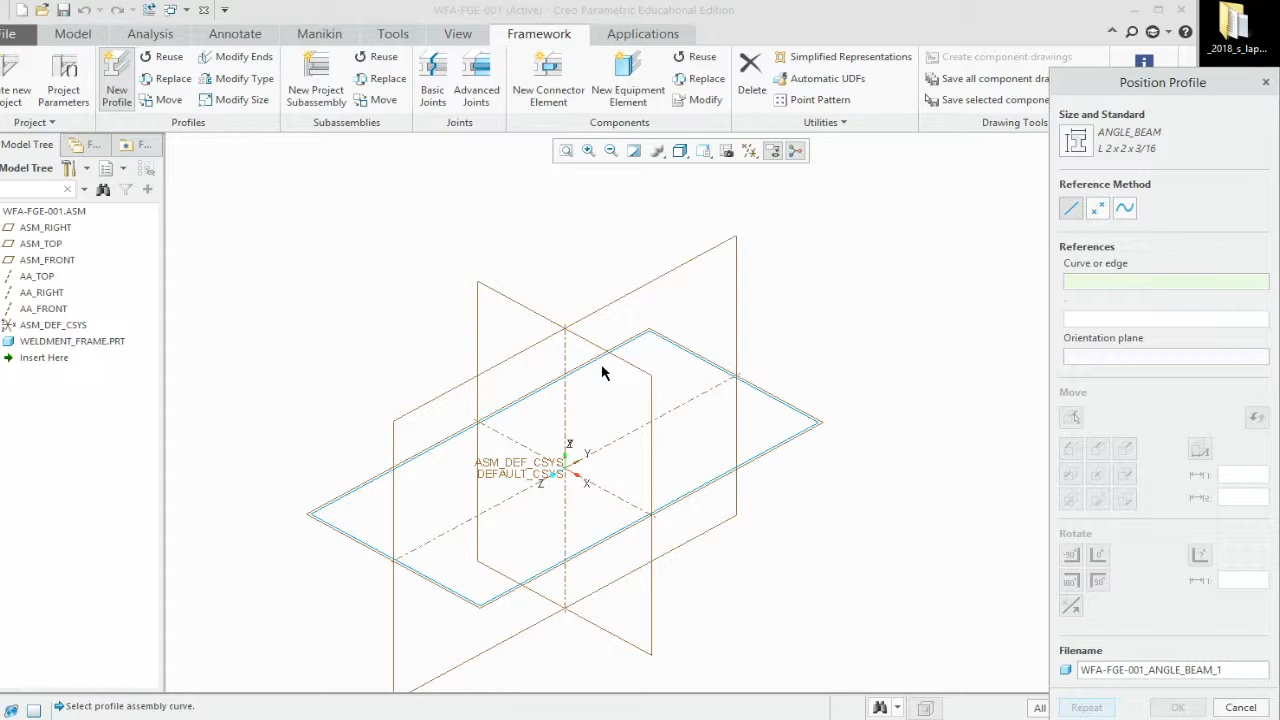 WFA-FGE-001 (Active) - Creo Parametric Educational Edition
_2018_s_lap...
File
Model
Analysis
Annotate
Manikin
Tools
View
Framework
Applications
Project
Project Parameters
New Profile
Reuse
Replace
Move
Modify Ends
Modify Type
Modify Size
New Project Subassembly
Reuse
Replace
Move
Basic Joints
Advanced Joints
New Connector Element
New Equipment Element
Reuse
Replace
Modify
Delete
Simplified Representations
Automatic UDFs
Point Pattern
Create component drawings
Save all component dra
Save selected compone
Project
Profiles
Subassemblies
Joints
Components
Utilities
Drawing Tools
Model Tree
F...
F...
Model Tree
WFA-FGE-001.ASM
ASM_RIGHT
ASM_TOP
ASM_FRONT
AA_TOP
AA_RIGHT
AA_FRONT
ASM_DEF_CSYS
WELDMENT_FRAME.PRT
Insert Here
ASM_DEF_CSYS
DEFAULT_CSYS
Y
Z
X
Position Profile
Size and Standard
ANGLE_BEAM
L 2 x 2 x 3/16
Reference Method
References
Curve or edge
Orientation plane
Move
Rotate
Filename
WFA-FGE-001_ANGLE_BEAM_1
Repeat
OK
Cancel
Select profile assembly curve.
All